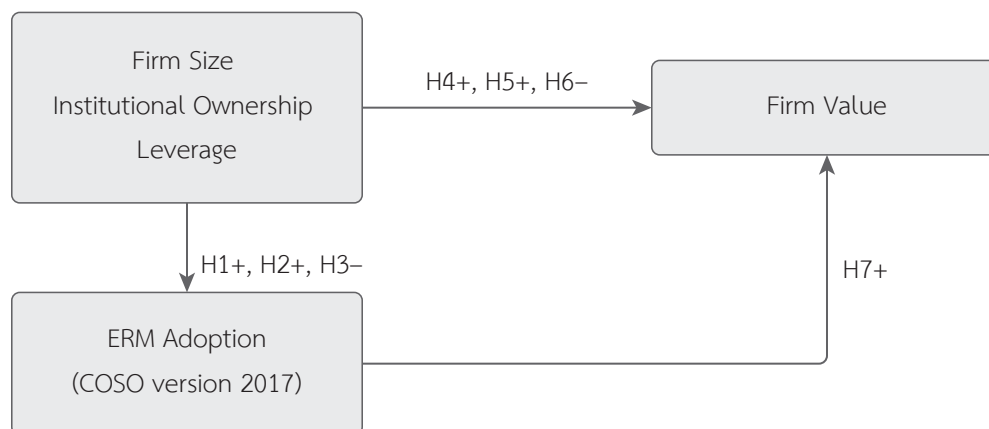 Firm Size
Institutional Ownership
Leverage
H4+, H5+, H6–
Firm Value
H1+, H2+, H3–
H7+
ERM Adoption
(COSO version 2017)